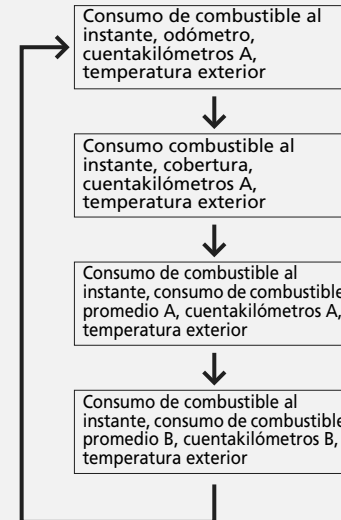 Consumo de combustible al
instante, odómetro,
cuentakilómetros A,
temperatura exterior
Consumo combustible al
instante, cobertura,
cuentakilómetros A,
temperatura exterior
Consumo de combustible al
instante, consumo de combustible
promedio A, cuentakilómetros A,
temperatura exterior
Consumo de combustible al
instante, consumo de combustible
promedio B, cuentakilómetros B,
temperatura exterior